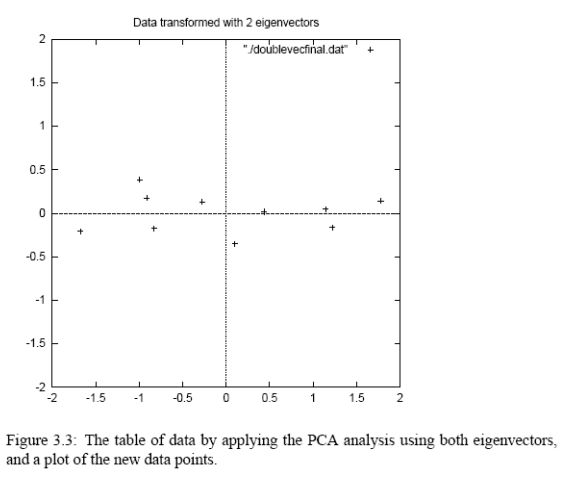 Data transformed with 2 eigenvectors
2
"./doublevecfinal.dat"
1.5
1
0.5
0
-0.5
-1
-1.5
-2
-2 -1.5 -1 -0.5 0 0.5 1 1.5 2
Figure 3.3: The table of data by applying the PCA analysis using both eigenvectors,
and a plot of the new data points.